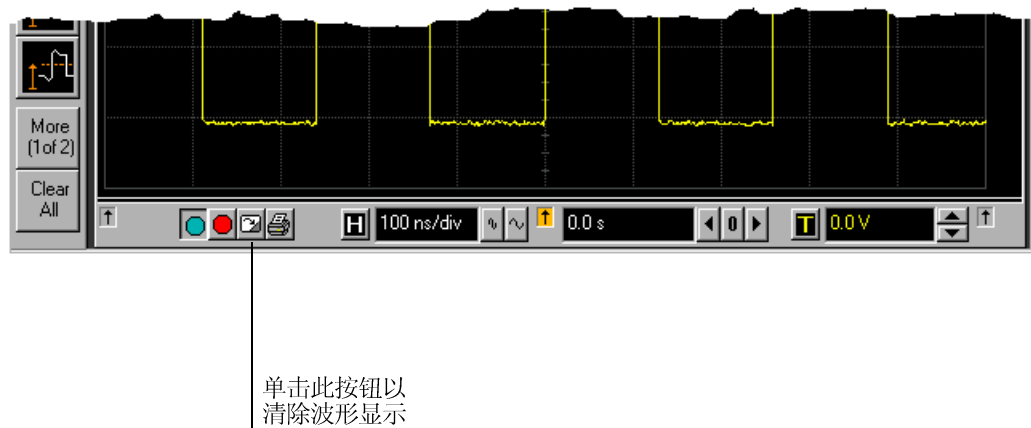 More
(1of 2)
Clear
All
H
100 ns/div
0.0 s
0
T
0.0 V
单击此按钮以
清除波形显示